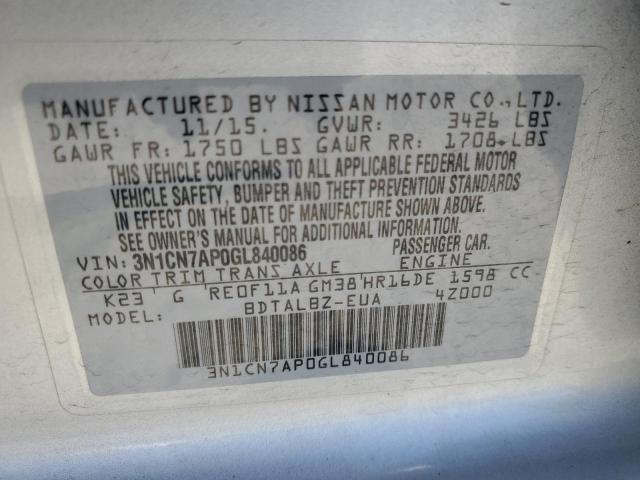 MANUFACTURED BY NISSAN MOTOR CO.,LTD.
DATE: 11/15. GVWR: 3426 LBS
GAWR FR: 1750 LBS GAWR RR: 1708 LBS
THIS VEHICLE CONFORMS TO ALL APPLICABLE FEDERAL MOTOR
VEHICLE SAFETY, BUMPER AND THEFT PREVENTION STANDARDS
IN EFFECT ON THE DATE OF MANUFACTURE SHOWN ABOVE.
SEE OWNER'S MANUAL FOR ADDITIONAL INFORMATION.
VIN: 3N1CN7AP0GL840086 PASSENGER CAR.
COLOR TRIM TRANS AXLE ENGINE
K23 G RE0F11A GM38 HR16DE 1598 CC
BDTALBZ-EUA 4Z000
3N1CN7AP0GL840086